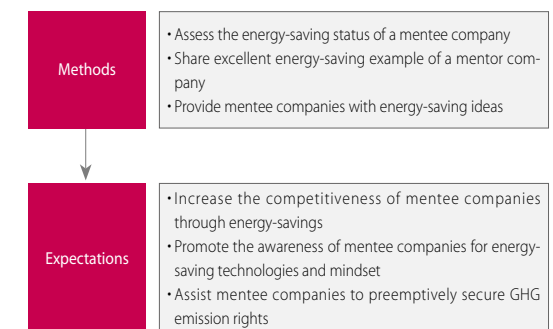 Methods
• Assess the energy-saving status of a mentee company
• Share excellent energy-saving example of a mentor com-
pany
• Provide mentee companies with energy-saving ideas
Expectations
• Increase the competitiveness of mentee companies
through energy-savings
• Promote the awareness of mentee companies for energy-
saving technologies and mindset
• Assist mentee companies to preemptively secure GHG
emission rights